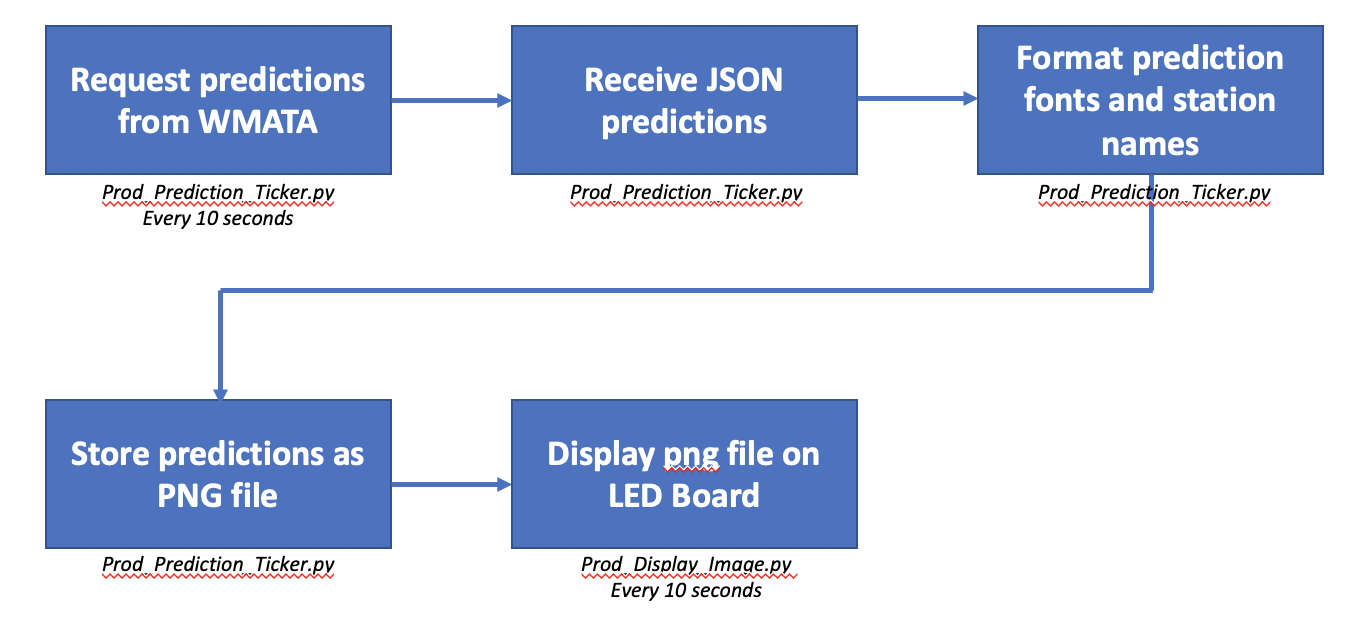 Request predictions
from WMATA
Receive JSON
predictions
Format prediction
fonts and station
names
Prod_Prediction_Ticker.py
Every 10 seconds
Prod_Prediction_Ticker.py
Prod_Prediction_Ticker.py
Store predictions as
PNG file
Display png file on
LED Board
Prod_Prediction_Ticker.py
Prod_Display_Image.py
Every 10 seconds